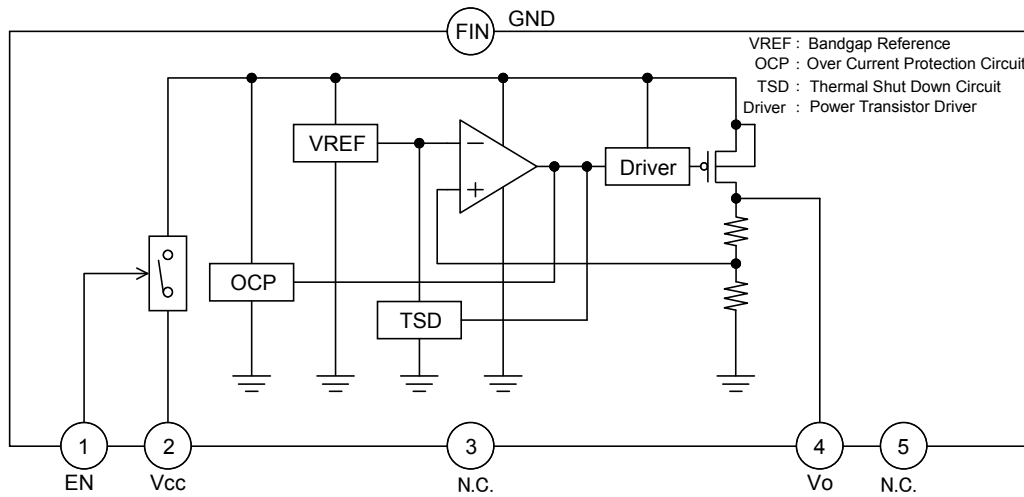 FIN GND
VREF : Bandgap Reference
OCP : Over Current Protection Circuit
TSD : Thermal Shut Down Circuit
Driver : Power Transistor Driver
VREF
−
+
Driver
OCP
TSD
1
2
3
4
5
EN
Vcc
N.C.
Vo
N.C.